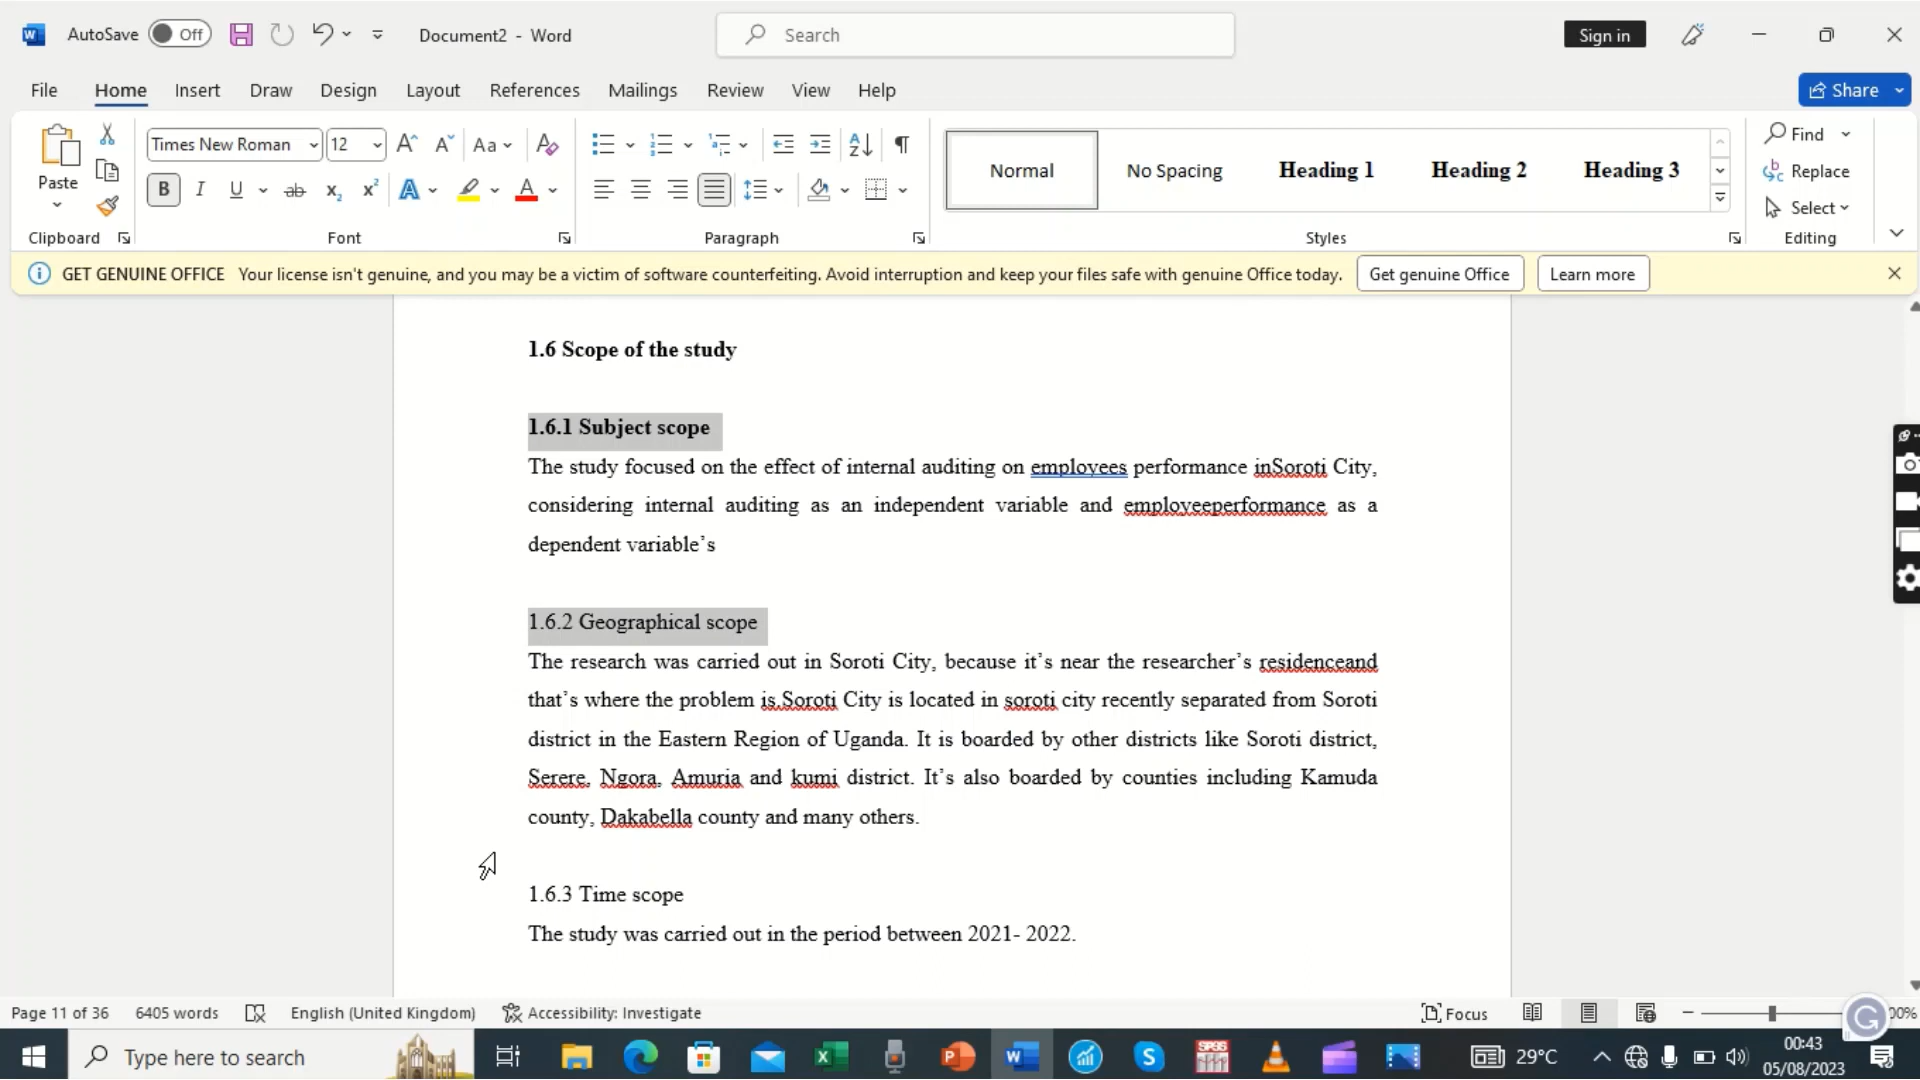 AutoSave Off Document2 - Word Search Sign in
File Home Insert Draw Design Layout References Mailings Review View Help Share
Paste Times New Roman 12 Aa Normal No Spacing Heading 1 Heading 2 Heading 3 Find
B I U ab x₂ x² A A Replace
Select
Clipboard Font Paragraph Styles Editing
GET GENUINE OFFICE Your license isn't genuine, and you may be a victim of software counterfeiting. Avoid interruption and keep your files safe with genuine Office today. Get genuine Office Learn more
1.6 Scope of the study
1.6.1 Subject scope
The study focused on the effect of internal auditing on employees performance inSoroti City,
considering internal auditing as an independent variable and employeeperformance as a
dependent variable’s
1.6.2 Geographical scope
The research was carried out in Soroti City, because it’s near the researcher’s residenceand
that’s where the problem is.Soroti City is located in soroti city recently separated from Soroti
district in the Eastern Region of Uganda. It is boarded by other districts like Soroti district,
Serere, Ngora, Amuria and kumi district. It’s also boarded by counties including Kamuda
county, Dakabella county and many others.
1.6.3 Time scope
The study was carried out in the period between 2021- 2022.
Page 11 of 36 6405 words English (United Kingdom) Accessibility: Investigate Focus 00%
Type here to search SPSS 29°C 00:43
05/08/2023